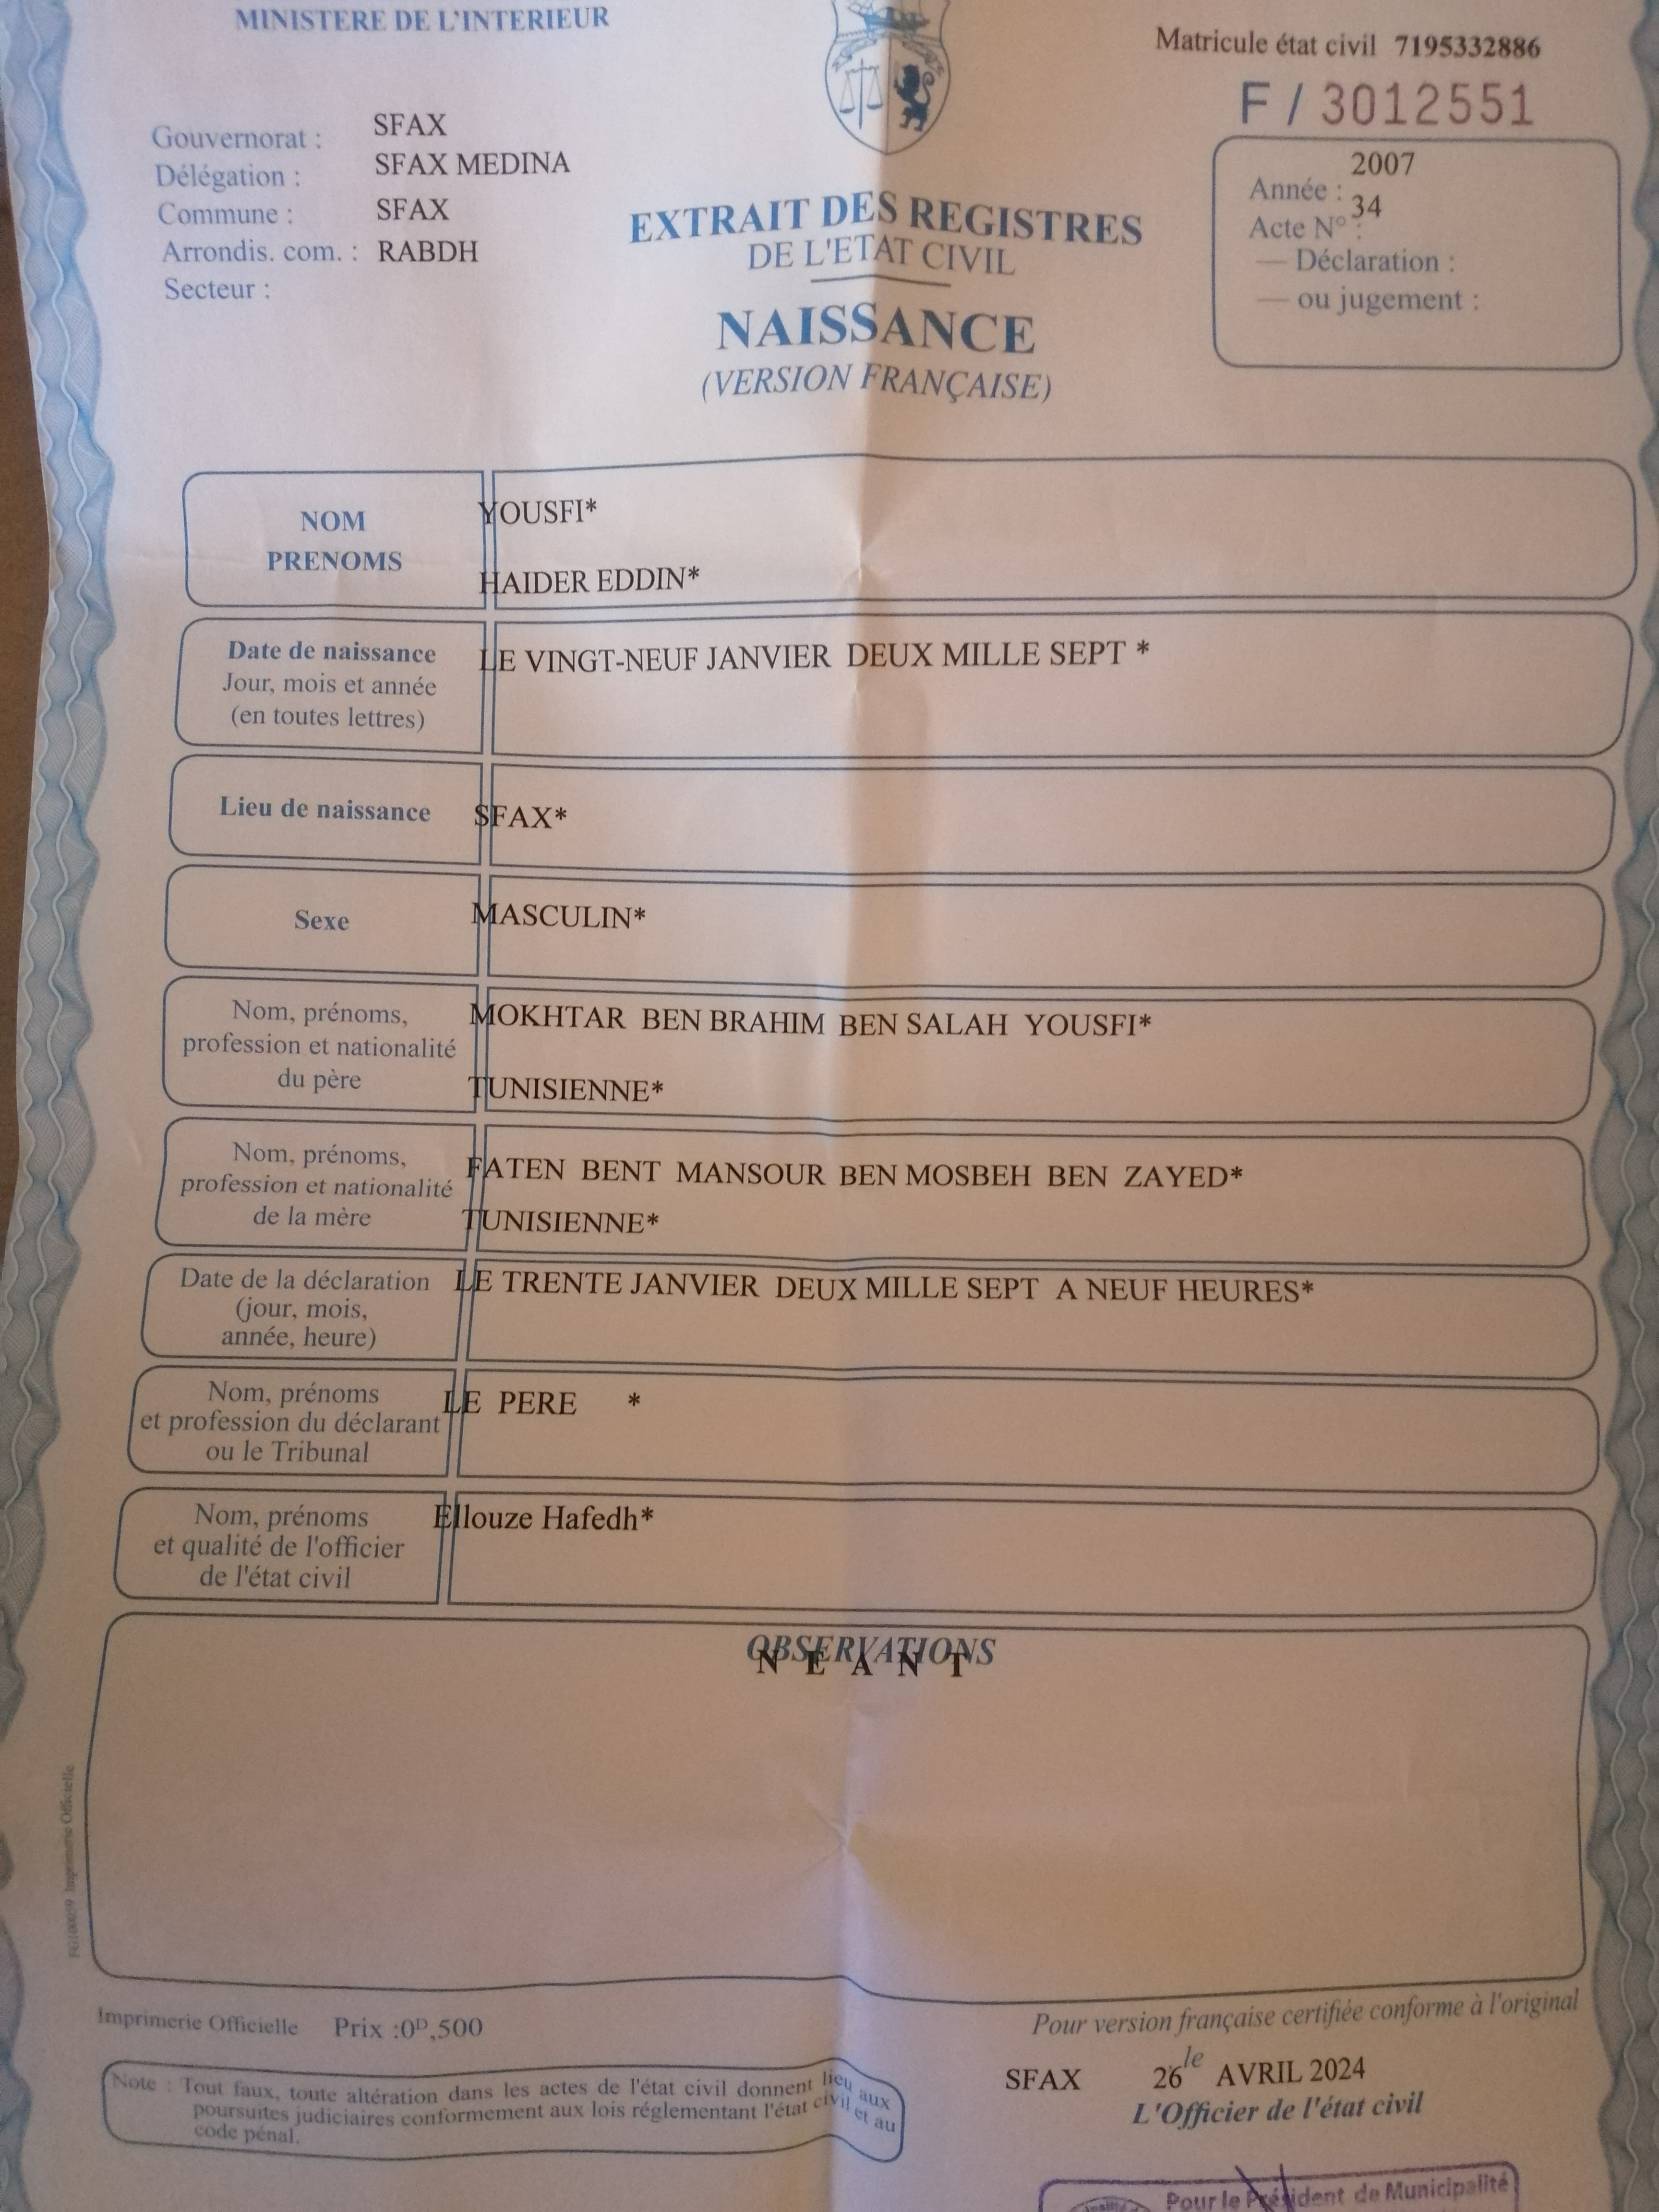 MINISTERE DE L'INTERIEUR
Matricule état civil 7195332886
F / 3012551
Gouvernorat : SFAX
Délégation : SFAX MEDINA
Commune : SFAX
Arrondis. com. : RABDH
Secteur :
EXTRAIT DES REGISTRES
DE L'ETAT CIVIL
NAISSANCE
(VERSION FRANÇAISE)
Année : 2007
Acte N° : 34
— Déclaration :
— ou jugement :
NOM
PRENOMS
YOUSFI*
HAIDER EDDIN*
Date de naissance
Jour, mois et année
(en toutes lettres)
LE VINGT-NEUF JANVIER DEUX MILLE SEPT *
Lieu de naissance
SFAX*
Sexe
MASCULIN*
Nom, prénoms,
profession et nationalité
du père
MOKHTAR BEN BRAHIM BEN SALAH YOUSFI*
TUNISIENNE*
Nom, prénoms,
profession et nationalité
de la mère
FATEN BENT MANSOUR BEN MOSBEH BEN ZAYED*
TUNISIENNE*
Date de la déclaration
(jour, mois,
année, heure)
LE TRENTE JANVIER DEUX MILLE SEPT A NEUF HEURES*
Nom, prénoms
et profession du déclarant
ou le Tribunal
LE PERE *
Nom, prénoms
et qualité de l'officier
de l'état civil
Ellouze Hafedh*
OBSERVATIONS
N E A N T
Imprimerie Officielle
Imprimerie Officielle Prix :0ᴰ,500
Note : Tout faux, toute altération dans les actes de l'état civil donnent lieu aux
poursuites judiciaires conformement aux lois réglementant l'état civil et au
code pénal.
Pour version française certifiée conforme à l'original
SFAX 26 le AVRIL 2024
L'Officier de l'état civil
Pour le Président de Municipalité